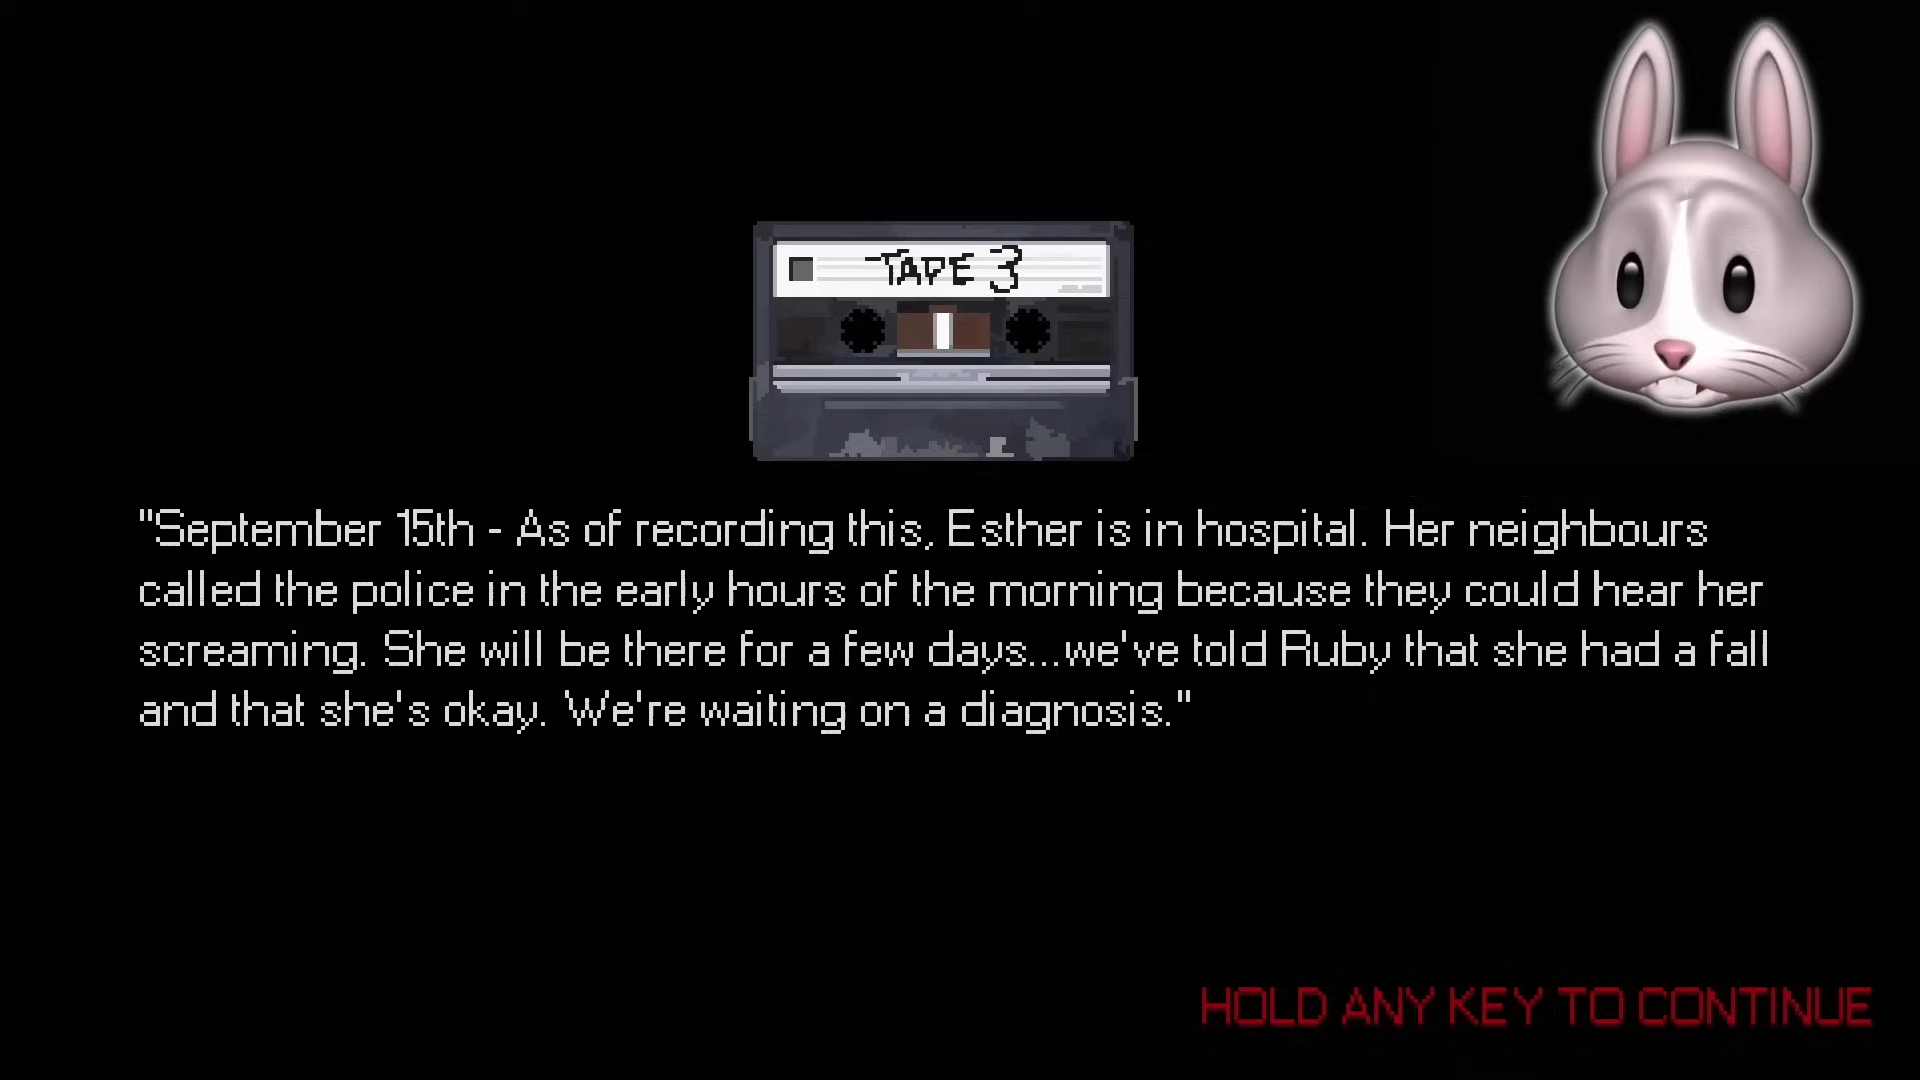 TAPE 3
"September 15th - As of recording this, Esther is in hospital. Her neighbours
called the police in the early hours of the morning because they could hear her
screaming. She will be there for a few days...we've told Ruby that she had a fall
and that she's okay. We're waiting on a diagnosis."
HOLD ANY KEY TO CONTINUE